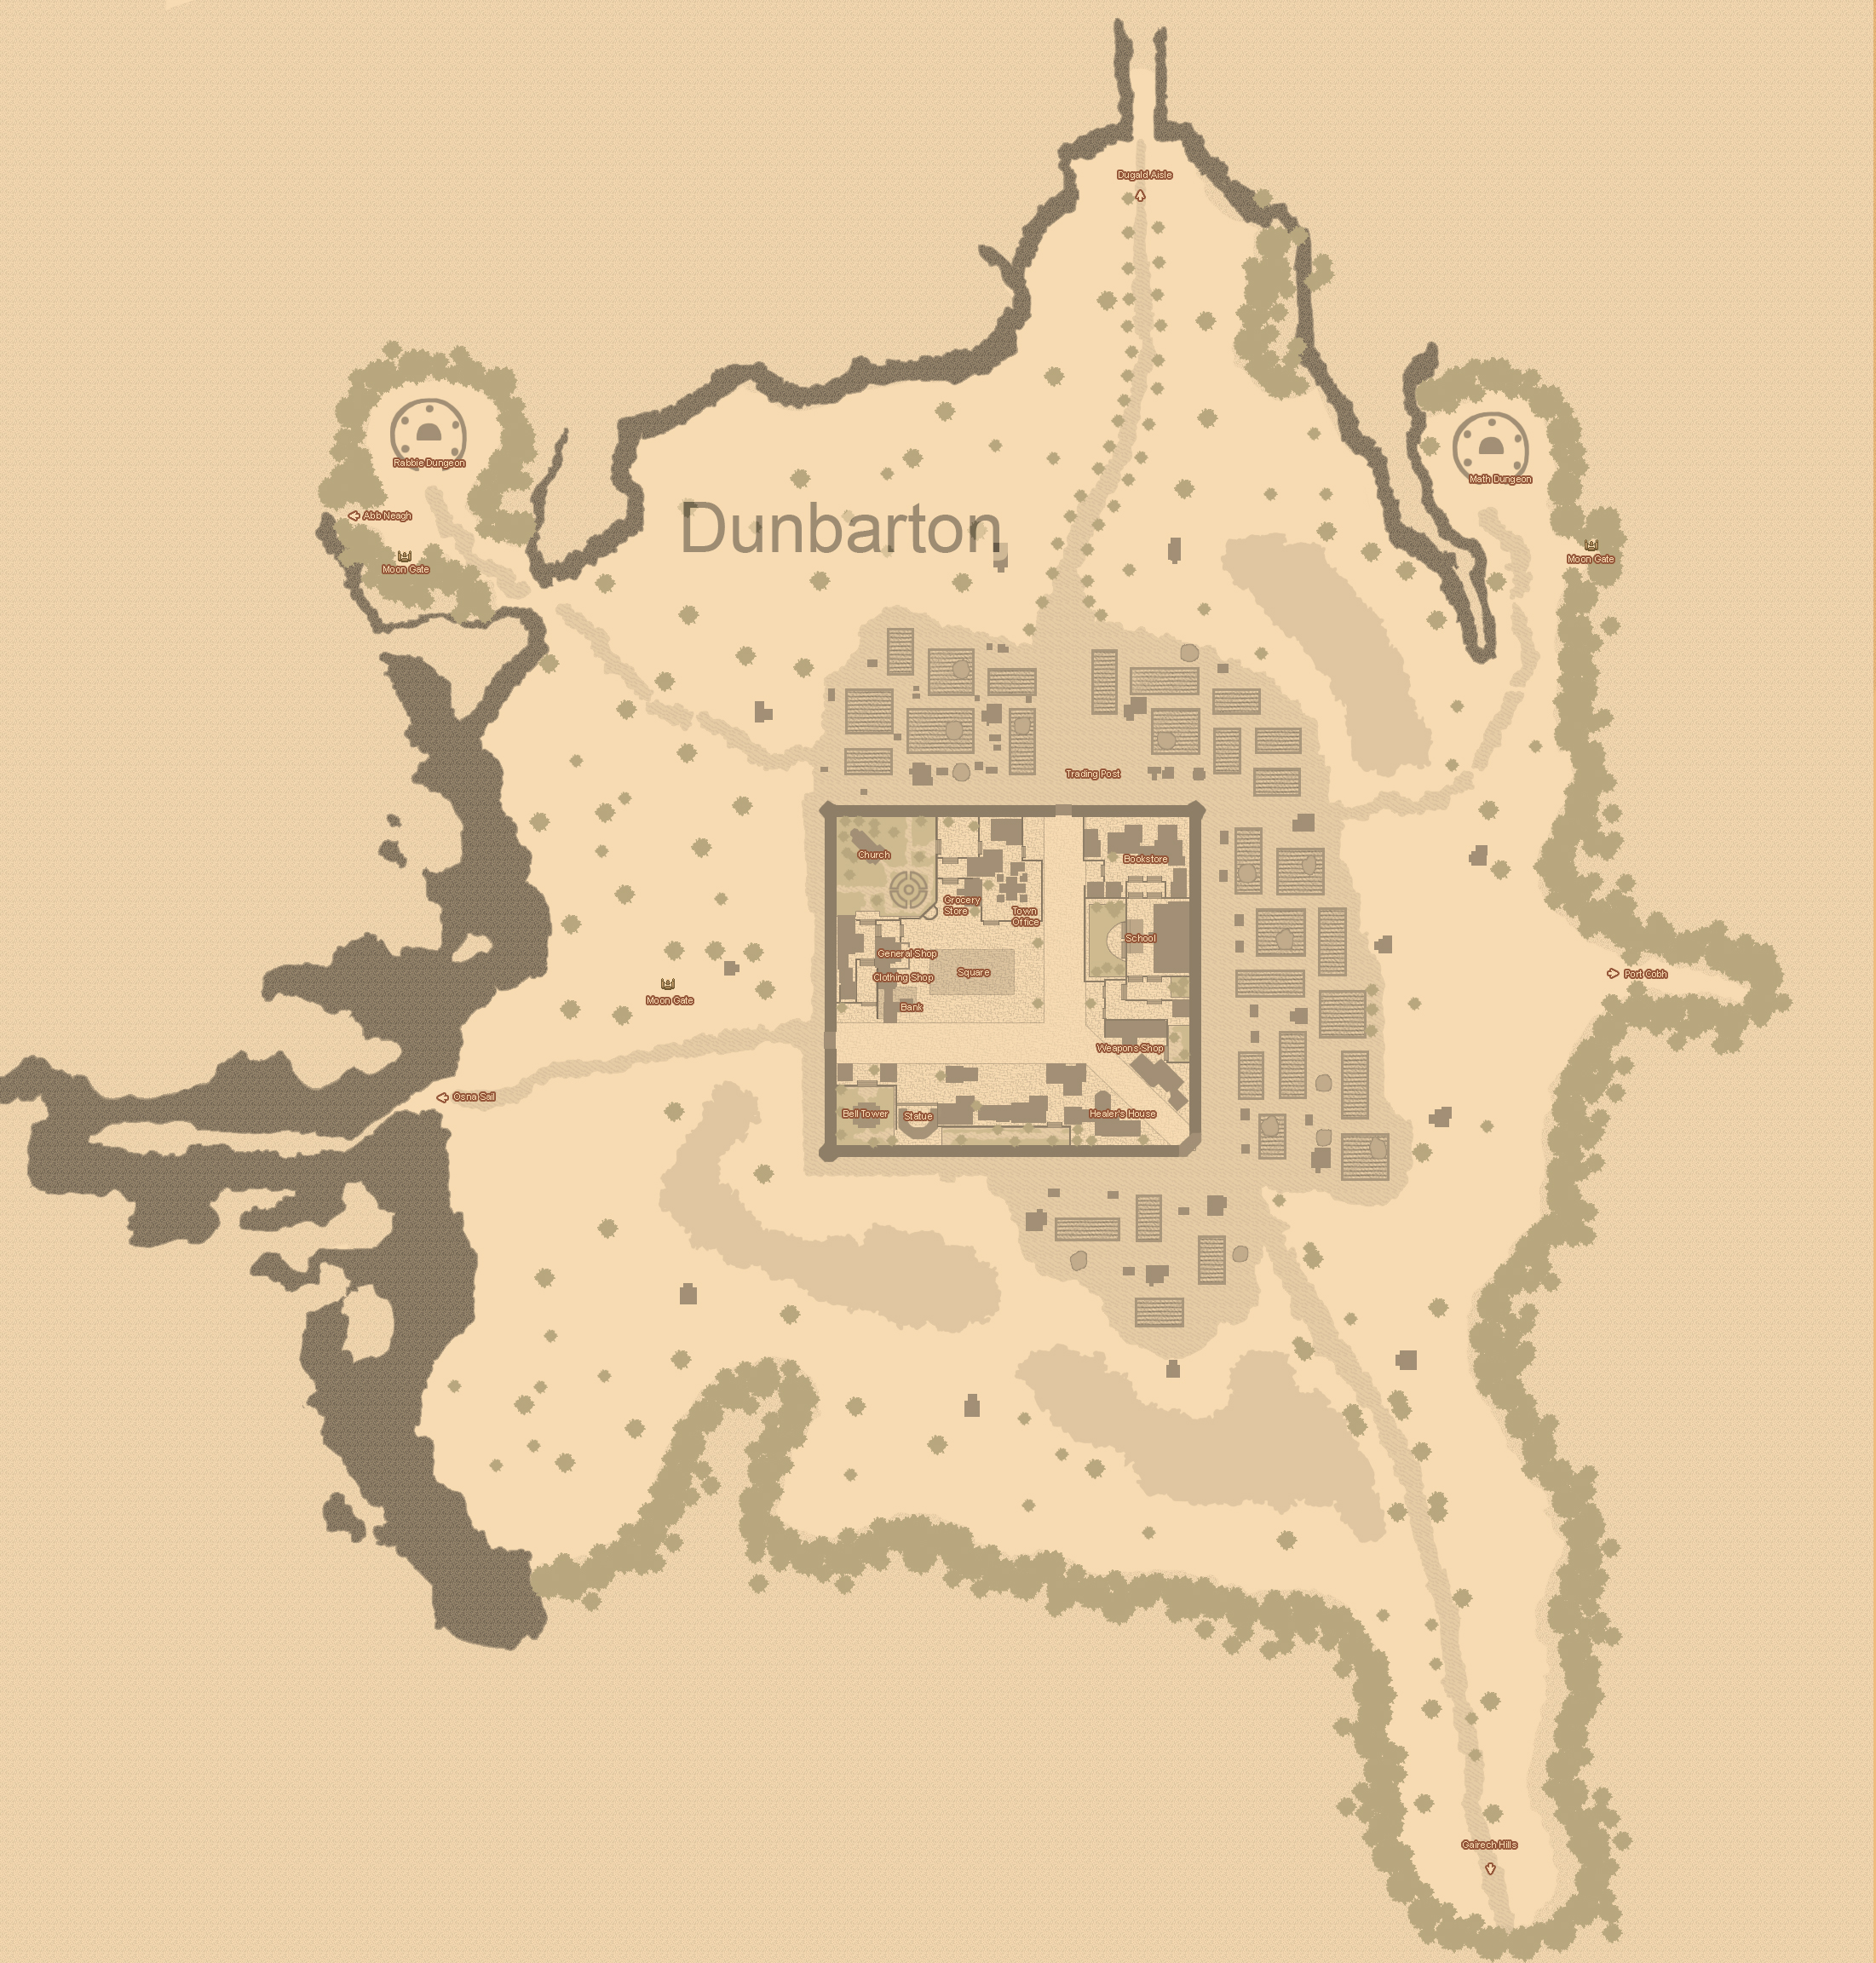 Dugald Aisle
Rabbie Dungeon
Math Dungeon
Abb Neagh
Dunbarton
Moon Gate
Moon Gate
Trading Post
Church
Bookstore
Grocery
Store
Town
Office
School
General Shop
Square
Clothing Shop
Port Cobh
Moon Gate
Bank
Weapons Shop
Osna Sail
Bell Tower
Statue
Healer's House
Gairech Hills